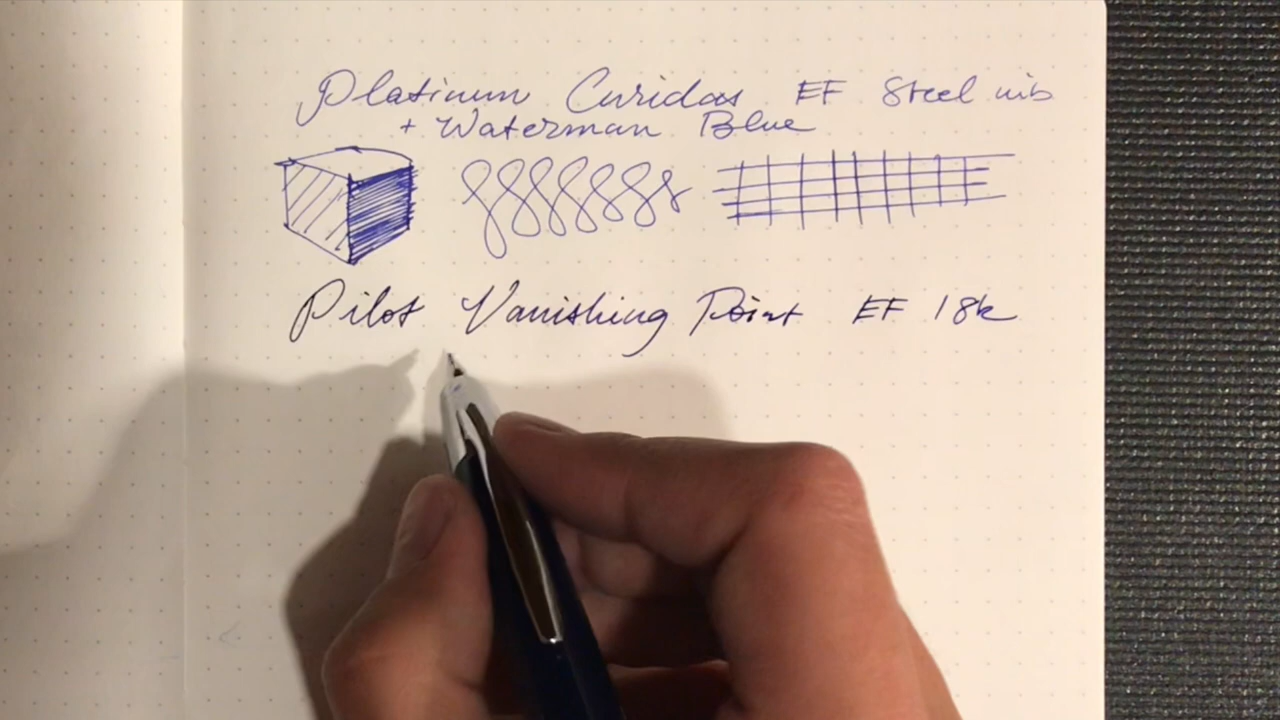 Platinum Curidas EF Steel nib
+ Waterman Blue
Pilot Vanishing Point EF 18k